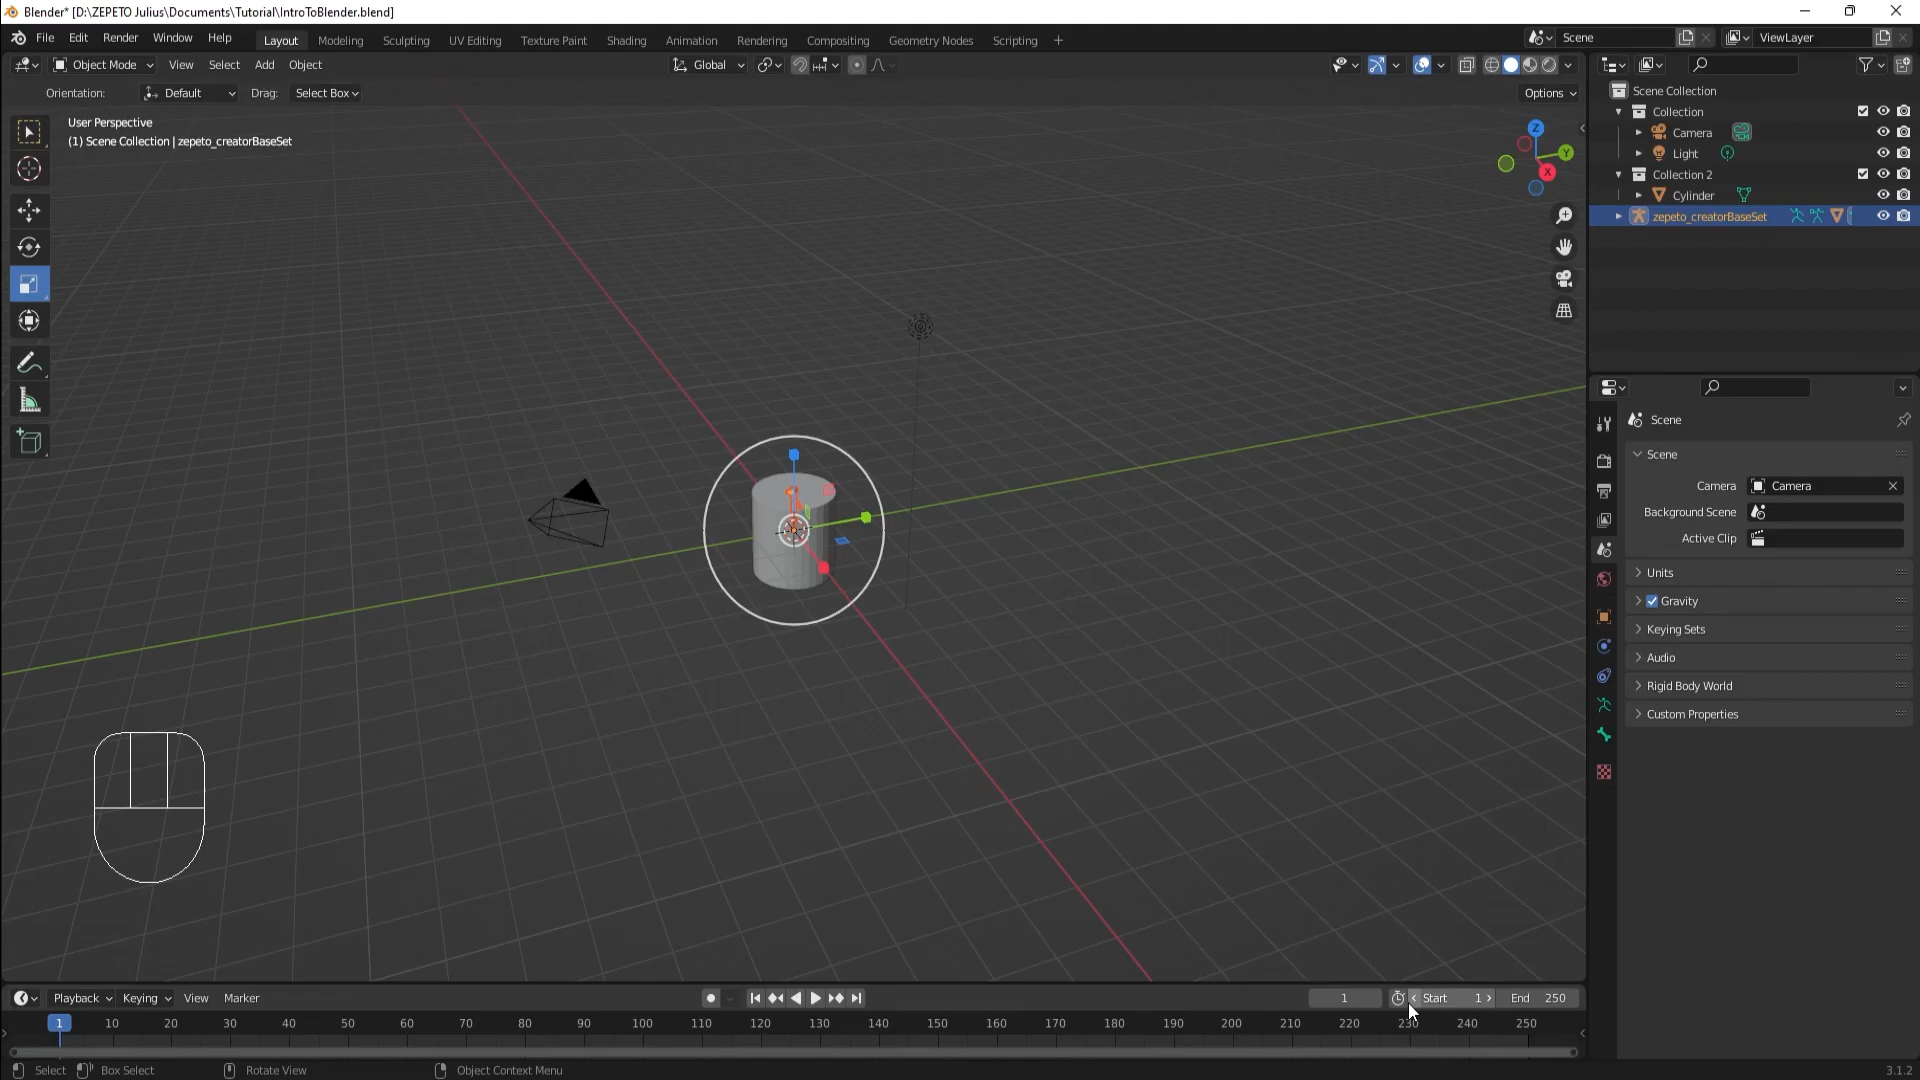 Blender* [D:\ZEPETO Julius\Documents\Tutorial\IntroToBlender.blend]
File Edit Render Window Help Layout Modeling Sculpting UV Editing Texture Paint Shading Animation Rendering Compositing Geometry Nodes Scripting + Scene ViewLayer
Object Mode View Select Add Object Global
Orientation: Default Drag: Select Box Options
User Perspective
(1) Scene Collection | zepeto_creatorBaseSet
Z
Y
X
Scene Collection
Collection
Camera
Light
Collection 2
Cylinder
zepeto_creatorBaseSet
Scene
Scene
Camera Camera
Background Scene
Active Clip
Units
Gravity
Keying Sets
Audio
Rigid Body World
Custom Properties
Playback Keying View Marker 1 Start 1 End 250
1 10 20 30 40 50 60 70 80 90 100 110 120 130 140 150 160 170 180 190 200 210 220 230 240 250
Select Box Select Rotate View Object Context Menu 3.1.2